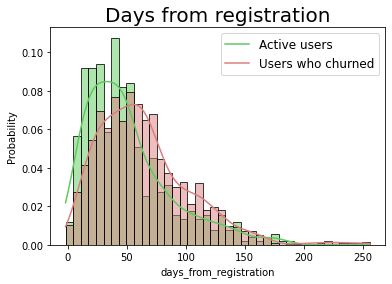 Days from registration
Active users
Users who churned
Probability
0.10
0.08
0.06
0.04
0.02
0.00
0
50
100
150
200
250
days_from_registration